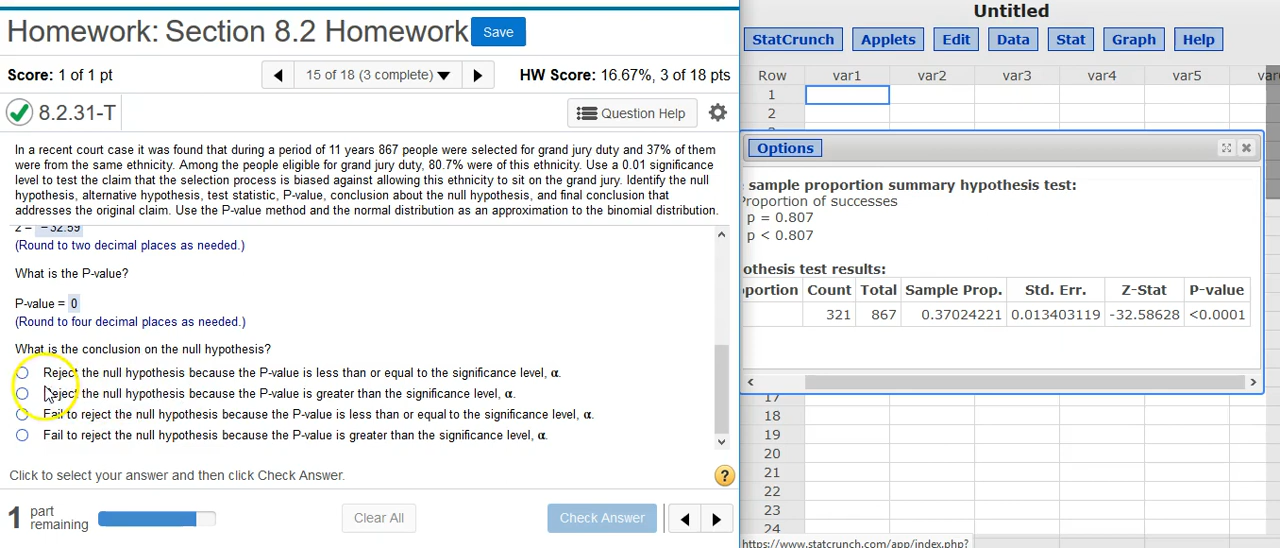 Homework: Section 8.2 Homework
Save
Score: 1 of 1 pt
15 of 18 (3 complete)
HW Score: 16.67%, 3 of 18 pts
8.2.31-T
Question Help
In a recent court case it was found that during a period of 11 years 867 people were selected for grand jury duty and 37% of them
were from the same ethnicity. Among the people eligible for grand jury duty, 80.7% were of this ethnicity. Use a 0.01 significance
level to test the claim that the selection process is biased against allowing this ethnicity to sit on the grand jury. Identify the null
hypothesis, alternative hypothesis, test statistic, P-value, conclusion about the null hypothesis, and final conclusion that
addresses the original claim. Use the P-value method and the normal distribution as an approximation to the binomial distribution.
z = −32.59
(Round to two decimal places as needed.)
What is the P-value?
P-value = 0
(Round to four decimal places as needed.)
What is the conclusion on the null hypothesis?
Reject the null hypothesis because the P-value is less than or equal to the significance level, α.
Reject the null hypothesis because the P-value is greater than the significance level, α.
Fail to reject the null hypothesis because the P-value is less than or equal to the significance level, α.
Fail to reject the null hypothesis because the P-value is greater than the significance level, α.
Click to select your answer and then click Check Answer.
?
1 part
remaining
Clear All
Check Answer
Untitled
StatCrunch Applets Edit Data Stat Graph Help
Row var1 var2 var3 var4 var5
1
2
Options
sample proportion summary hypothesis test:
Proportion of successes
p = 0.807
p < 0.807
othesis test results:
portion Count Total Sample Prop. Std. Err. Z-Stat P-value
321 867 0.37024221 0.013403119 -32.58628 <0.0001
17
18
19
20
21
22
23
24
https://www.statcrunch.com/app/index.php?